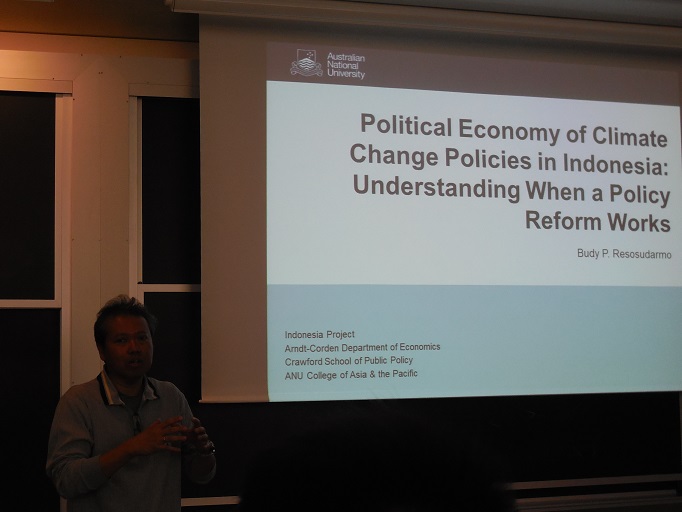 Australian
National
University
Political Economy of Climate
Change Policies in Indonesia:
Understanding When a Policy
Reform Works
Budy P. Resosudarmo
Indonesia Project
Arndt-Corden Department of Economics
Crawford School of Public Policy
ANU College of Asia & the Pacific